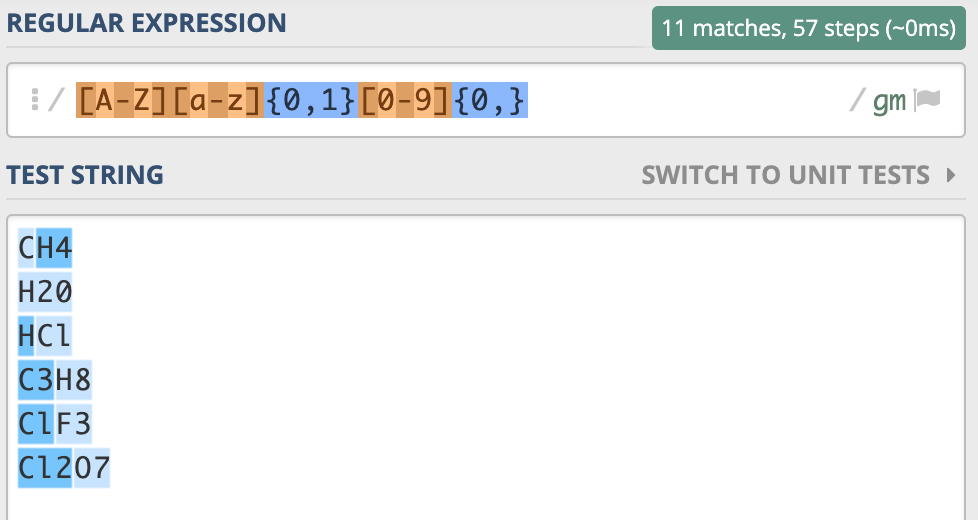 REGULAR EXPRESSION
11 matches, 57 steps (~0ms)
/ [A-Z][a-z]{0,1}[0-9]{0,} / gm
TEST STRING
SWITCH TO UNIT TESTS
CH4
H20
HCl
C3H8
ClF3
Cl2O7